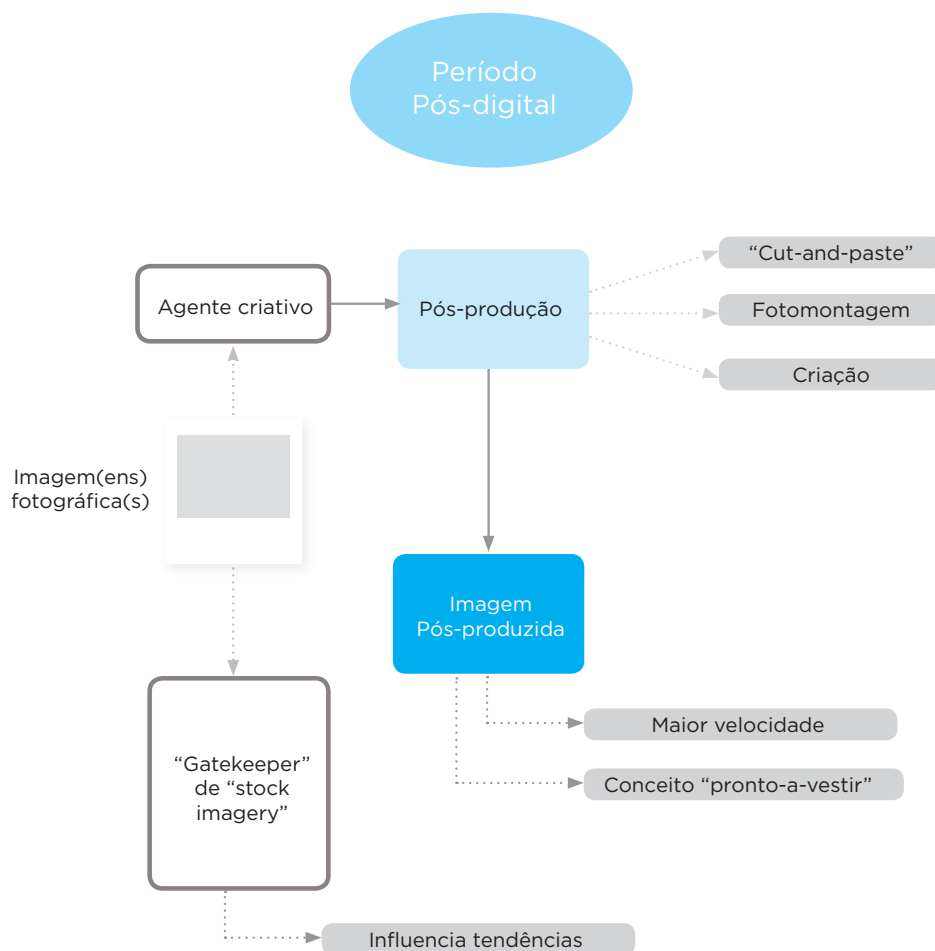 Período
Pós-digital
“Cut-and-paste”
Agente criativo
Pós-produção
Fotomontagem
Criação
Imagem(ens)
fotográfica(s)
Imagem
Pós-produzida
“Gatekeeper”
de “stock
imagery”
Maior velocidade
Conceito “pronto-a-vestir”
Influencia tendências